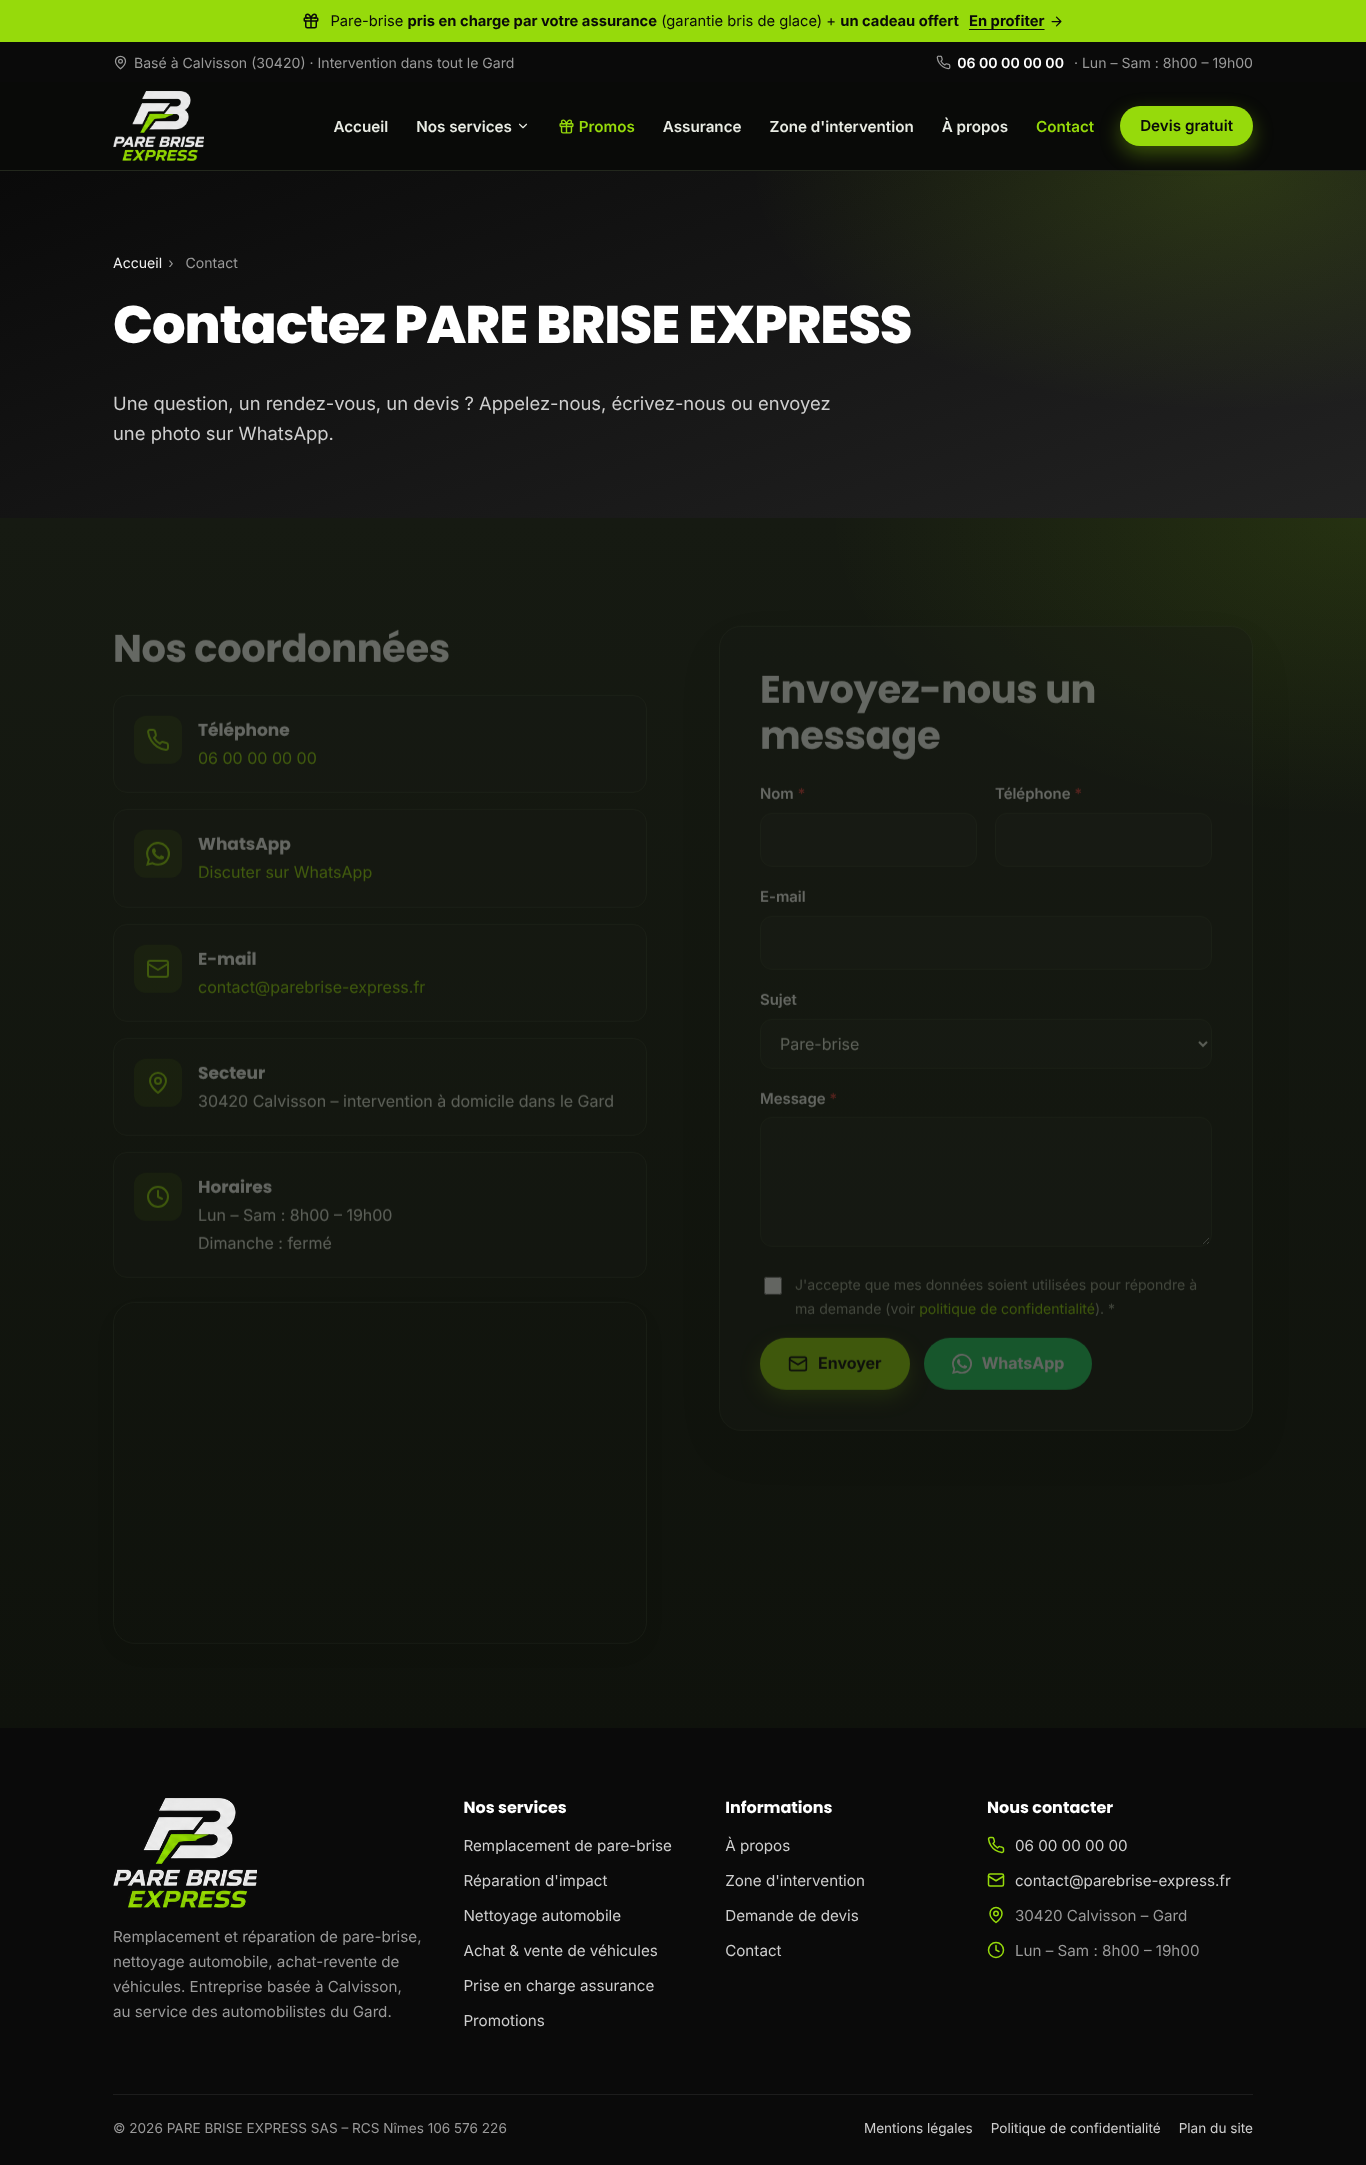 Pare-brise pris en charge par votre assurance (garantie bris de glace) + un cadeau offert En profiter →
Basé à Calvisson (30420) · Intervention dans tout le Gard
06 00 00 00 00 · Lun – Sam : 8h00 – 19h00
PARE BRISE
EXPRESS
Accueil Nos services Promos Assurance Zone d'intervention À propos Contact Devis gratuit
Accueil › Contact
Contactez PARE BRISE EXPRESS
Une question, un rendez-vous, un devis ? Appelez-nous, écrivez-nous ou envoyez
une photo sur WhatsApp.
Nos coordonnées
Téléphone
06 00 00 00 00
WhatsApp
Discuter sur WhatsApp
E-mail
contact@parebrise-express.fr
Secteur
30420 Calvisson – intervention à domicile dans le Gard
Horaires
Lun – Sam : 8h00 – 19h00
Dimanche : fermé
Envoyez-nous un
message
Nom * Téléphone *
E-mail
Sujet
Pare-brise
Message *
J'accepte que mes données soient utilisées pour répondre à
ma demande (voir politique de confidentialité). *
Envoyer WhatsApp
PARE BRISE
EXPRESS
Remplacement et réparation de pare-brise,
nettoyage automobile, achat-revente de
véhicules. Entreprise basée à Calvisson,
au service des automobilistes du Gard.
Nos services
Remplacement de pare-brise
Réparation d'impact
Nettoyage automobile
Achat & vente de véhicules
Prise en charge assurance
Promotions
Informations
À propos
Zone d'intervention
Demande de devis
Contact
Nous contacter
06 00 00 00 00
contact@parebrise-express.fr
30420 Calvisson – Gard
Lun – Sam : 8h00 – 19h00
© 2026 PARE BRISE EXPRESS SAS – RCS Nîmes 106 576 226
Mentions légales Politique de confidentialité Plan du site